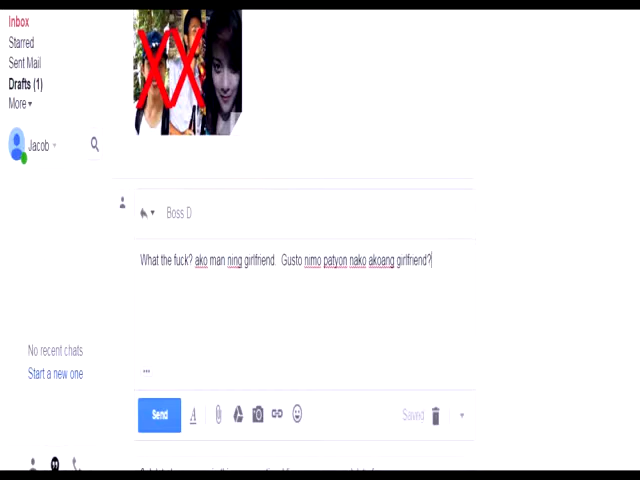 Inbox
Starred
Sent Mail
Drafts (1)
More
Jacob
Boss D
What the fuck? ako man ning girlfriend. Gusto nimo patyon nako akoang girlfriend?
No recent chats
Start a new one
...
Send A Saved